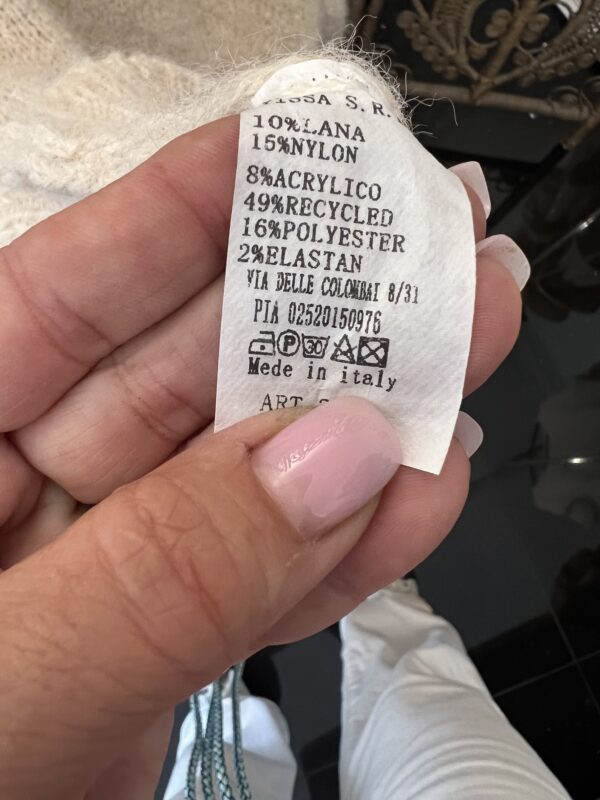 S.R.
10%LANA
15%NYLON
8%ACRYLICO
49%RECYCLED
16%POLYESTER
2%ELASTAN
VIA DELLE COLOMBAI 8/31
PIA 02520150976
P 30
Mede in italy
ART